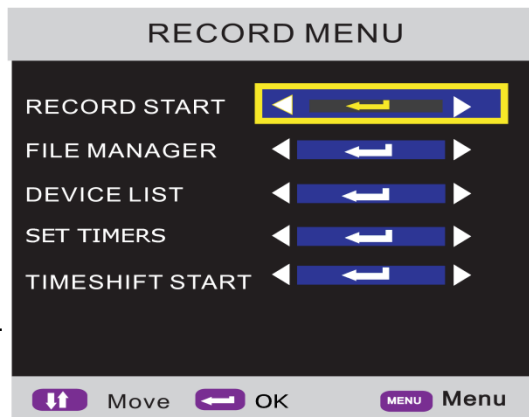 RECORD MENU
RECORD START
FILE MANAGER
DEVICE LIST
SET TIMERS
TIMESHIFT START
Move OK MENU Menu